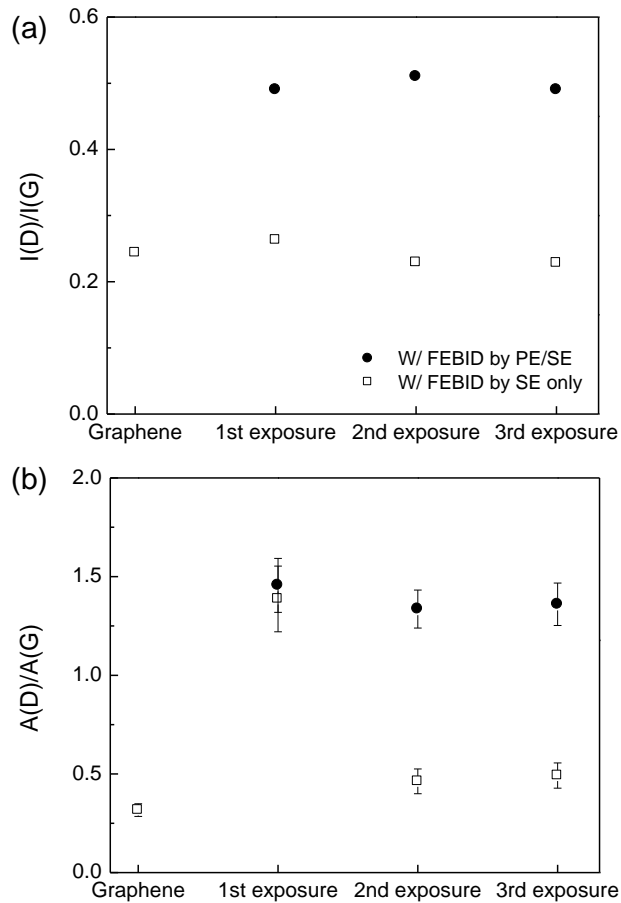 (a)
0.6
0.4
0.2
0.0
I(D)/I(G)
W/ FEBID by PE/SE
W/ FEBID by SE only
Graphene 1st exposure 2nd exposure 3rd exposure
(b)
2.0
1.5
1.0
0.5
0.0
A(D)/A(G)
Graphene 1st exposure 2nd exposure 3rd exposure